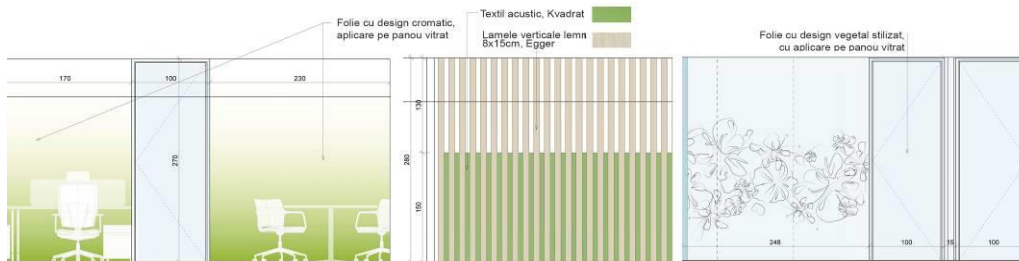 Folie cu design cromatic,
aplicare pe panou vitrat
170
100
230
270
Textil acustic, Kvadrat
Lamele verticale lemn
8x15cm, Egger
130
280
150
Folie cu design vegetal stilizat,
cu aplicare pe panou vitrat
248
100
15
100